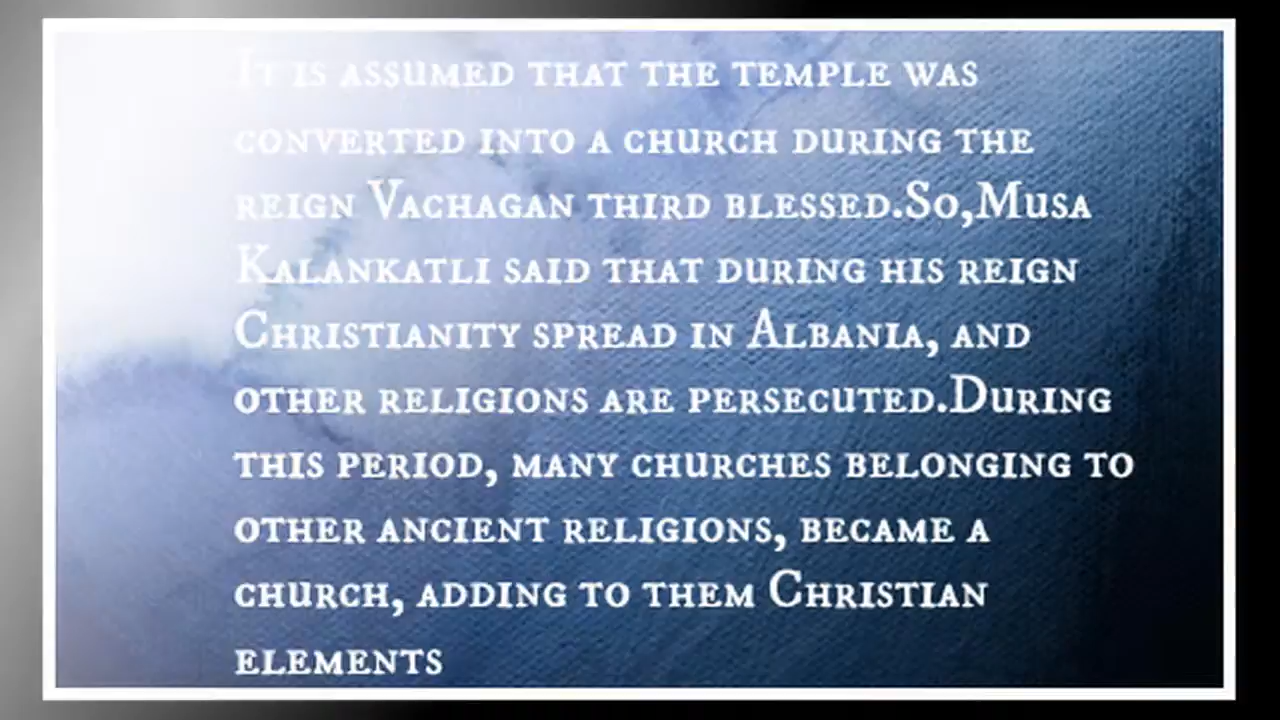 It is assumed that the temple was
converted into a church during the
reign Vachagan third blessed.So,Musa
Kalankatli said that during his reign
Christianity spread in Albania, and
other religions are persecuted.During
this period, many churches belonging to
other ancient religions, became a
church, adding to them Christian
elements